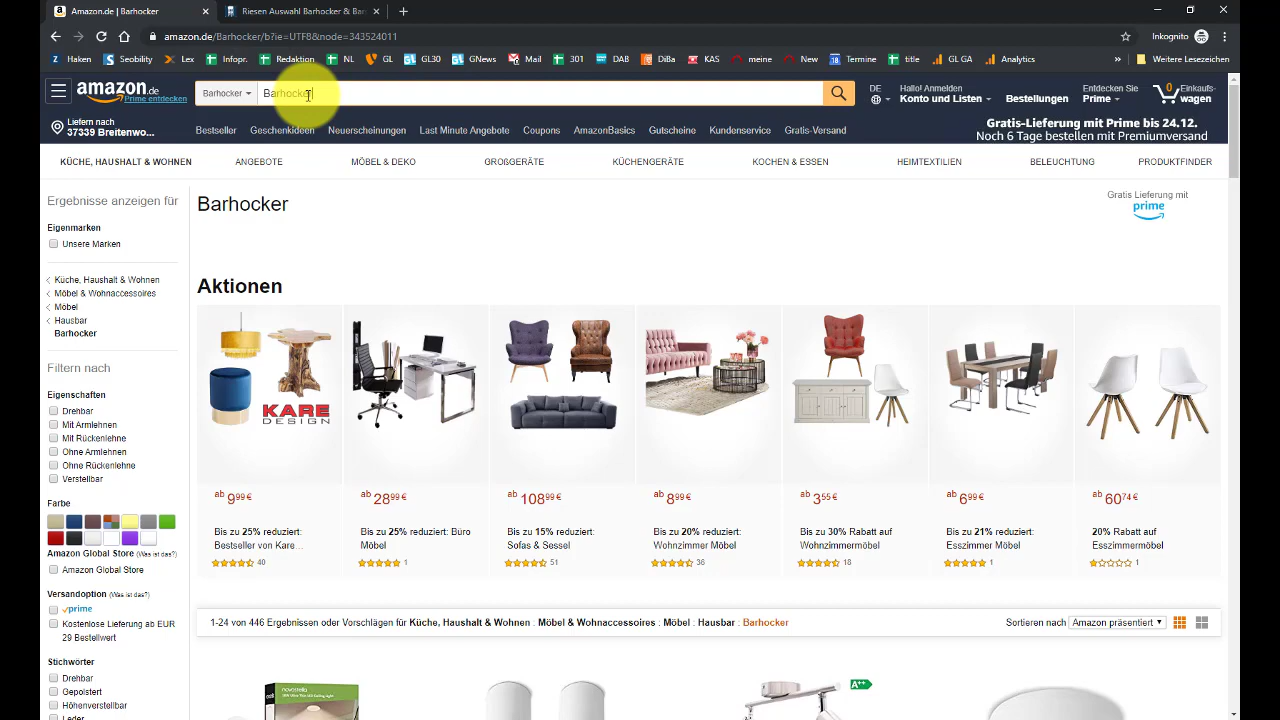 Amazon.de | Barhocker
Riesen Auswahl Barhocker & Bar
amazon.de/Barhocker/b?ie=UTF8&node=343524011
Inkognito
Haken
Seobility
Lex
Infopr.
Redaktion
NL
GL
GL30
GNews
Mail
301
DAB
DiBa
KAS
meine
New
Termine
title
GL GA
Analytics
»
Weitere Lesezeichen
amazon.de
Prime entdecken
Barhocker
Barhocker
DE
Hallo! Anmelden
Konto und Listen
Bestellungen
Entdecken Sie
Prime
0
Einkaufs-
wagen
Liefern nach
37339 Breitenwo...
Bestseller
Geschenkideen
Neuerscheinungen
Last Minute Angebote
Coupons
AmazonBasics
Gutscheine
Kundenservice
Gratis-Versand
Gratis-Lieferung mit Prime bis 24.12.
Noch 6 Tage bestellen mit Premiumversand
KÜCHE, HAUSHALT & WOHNEN
ANGEBOTE
MÖBEL & DEKO
GROẞGERÄTE
KÜCHENGERÄTE
KOCHEN & ESSEN
HEIMTEXTILIEN
BELEUCHTUNG
PRODUKTFINDER
Ergebnisse anzeigen für
Eigenmarken
Unsere Marken
Küche, Haushalt & Wohnen
Möbel & Wohnaccessoires
Möbel
Hausbar
Barhocker
Filtern nach
Eigenschaften
Drehbar
Mit Armlehnen
Mit Rückenlehne
Ohne Armlehnen
Ohne Rückenlehne
Verstellbar
Farbe
Amazon Global Store (Was ist das?)
Amazon Global Store
Versandoption (Was ist das?)
prime
Kostenlose Lieferung ab EUR
29 Bestellwert
Stichwörter
Drehbar
Gepolstert
Höhenverstellbar
Leder
Barhocker
Gratis Lieferung mit
prime
Aktionen
KARE
DESIGN
ab 9,99 €
Bis zu 25% reduziert:
Bestseller von Kare...
40
ab 28,99 €
Bis zu 25% reduziert: Büro
Möbel
1
ab 108,99 €
Bis zu 15% reduziert:
Sofas & Sessel
51
ab 8,99 €
Bis zu 20% reduziert:
Wohnzimmer Möbel
36
ab 3,55 €
Bis zu 30% Rabatt auf
Wohnzimmermöbel
18
ab 6,99 €
Bis zu 21% reduziert:
Esszimmer Möbel
1
ab 60,74 €
20% Rabatt auf
Esszimmermöbel
1
1-24 von 446 Ergebnissen oder Vorschlägen für Küche, Haushalt & Wohnen : Möbel & Wohnaccessoires : Möbel : Hausbar : Barhocker
Sortieren nach
Amazon präsentiert
A++